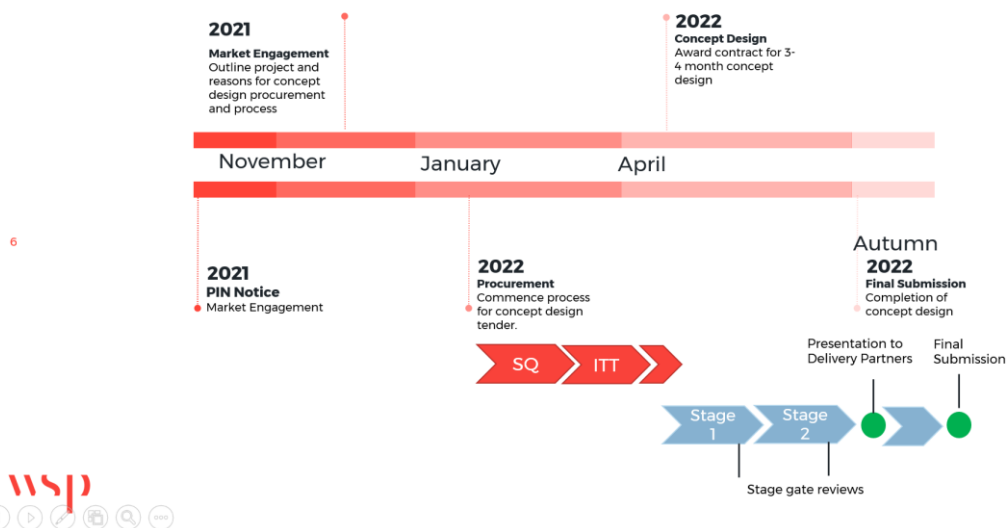 2021
Market Engagement
Outline project and
reasons for concept
design procurement
and process
2022
Concept Design
Award contract for 3-
4 month concept
design
November
January
April
6
2021
PIN Notice
Market Engagement
2022
Procurement
Commence process
for concept design
tender.
Autumn
2022
Final Submission
Completion of
concept design
SQ
ITT
Presentation to
Delivery Partners
Final
Submission
Stage
1
Stage
2
Stage gate reviews
wsp